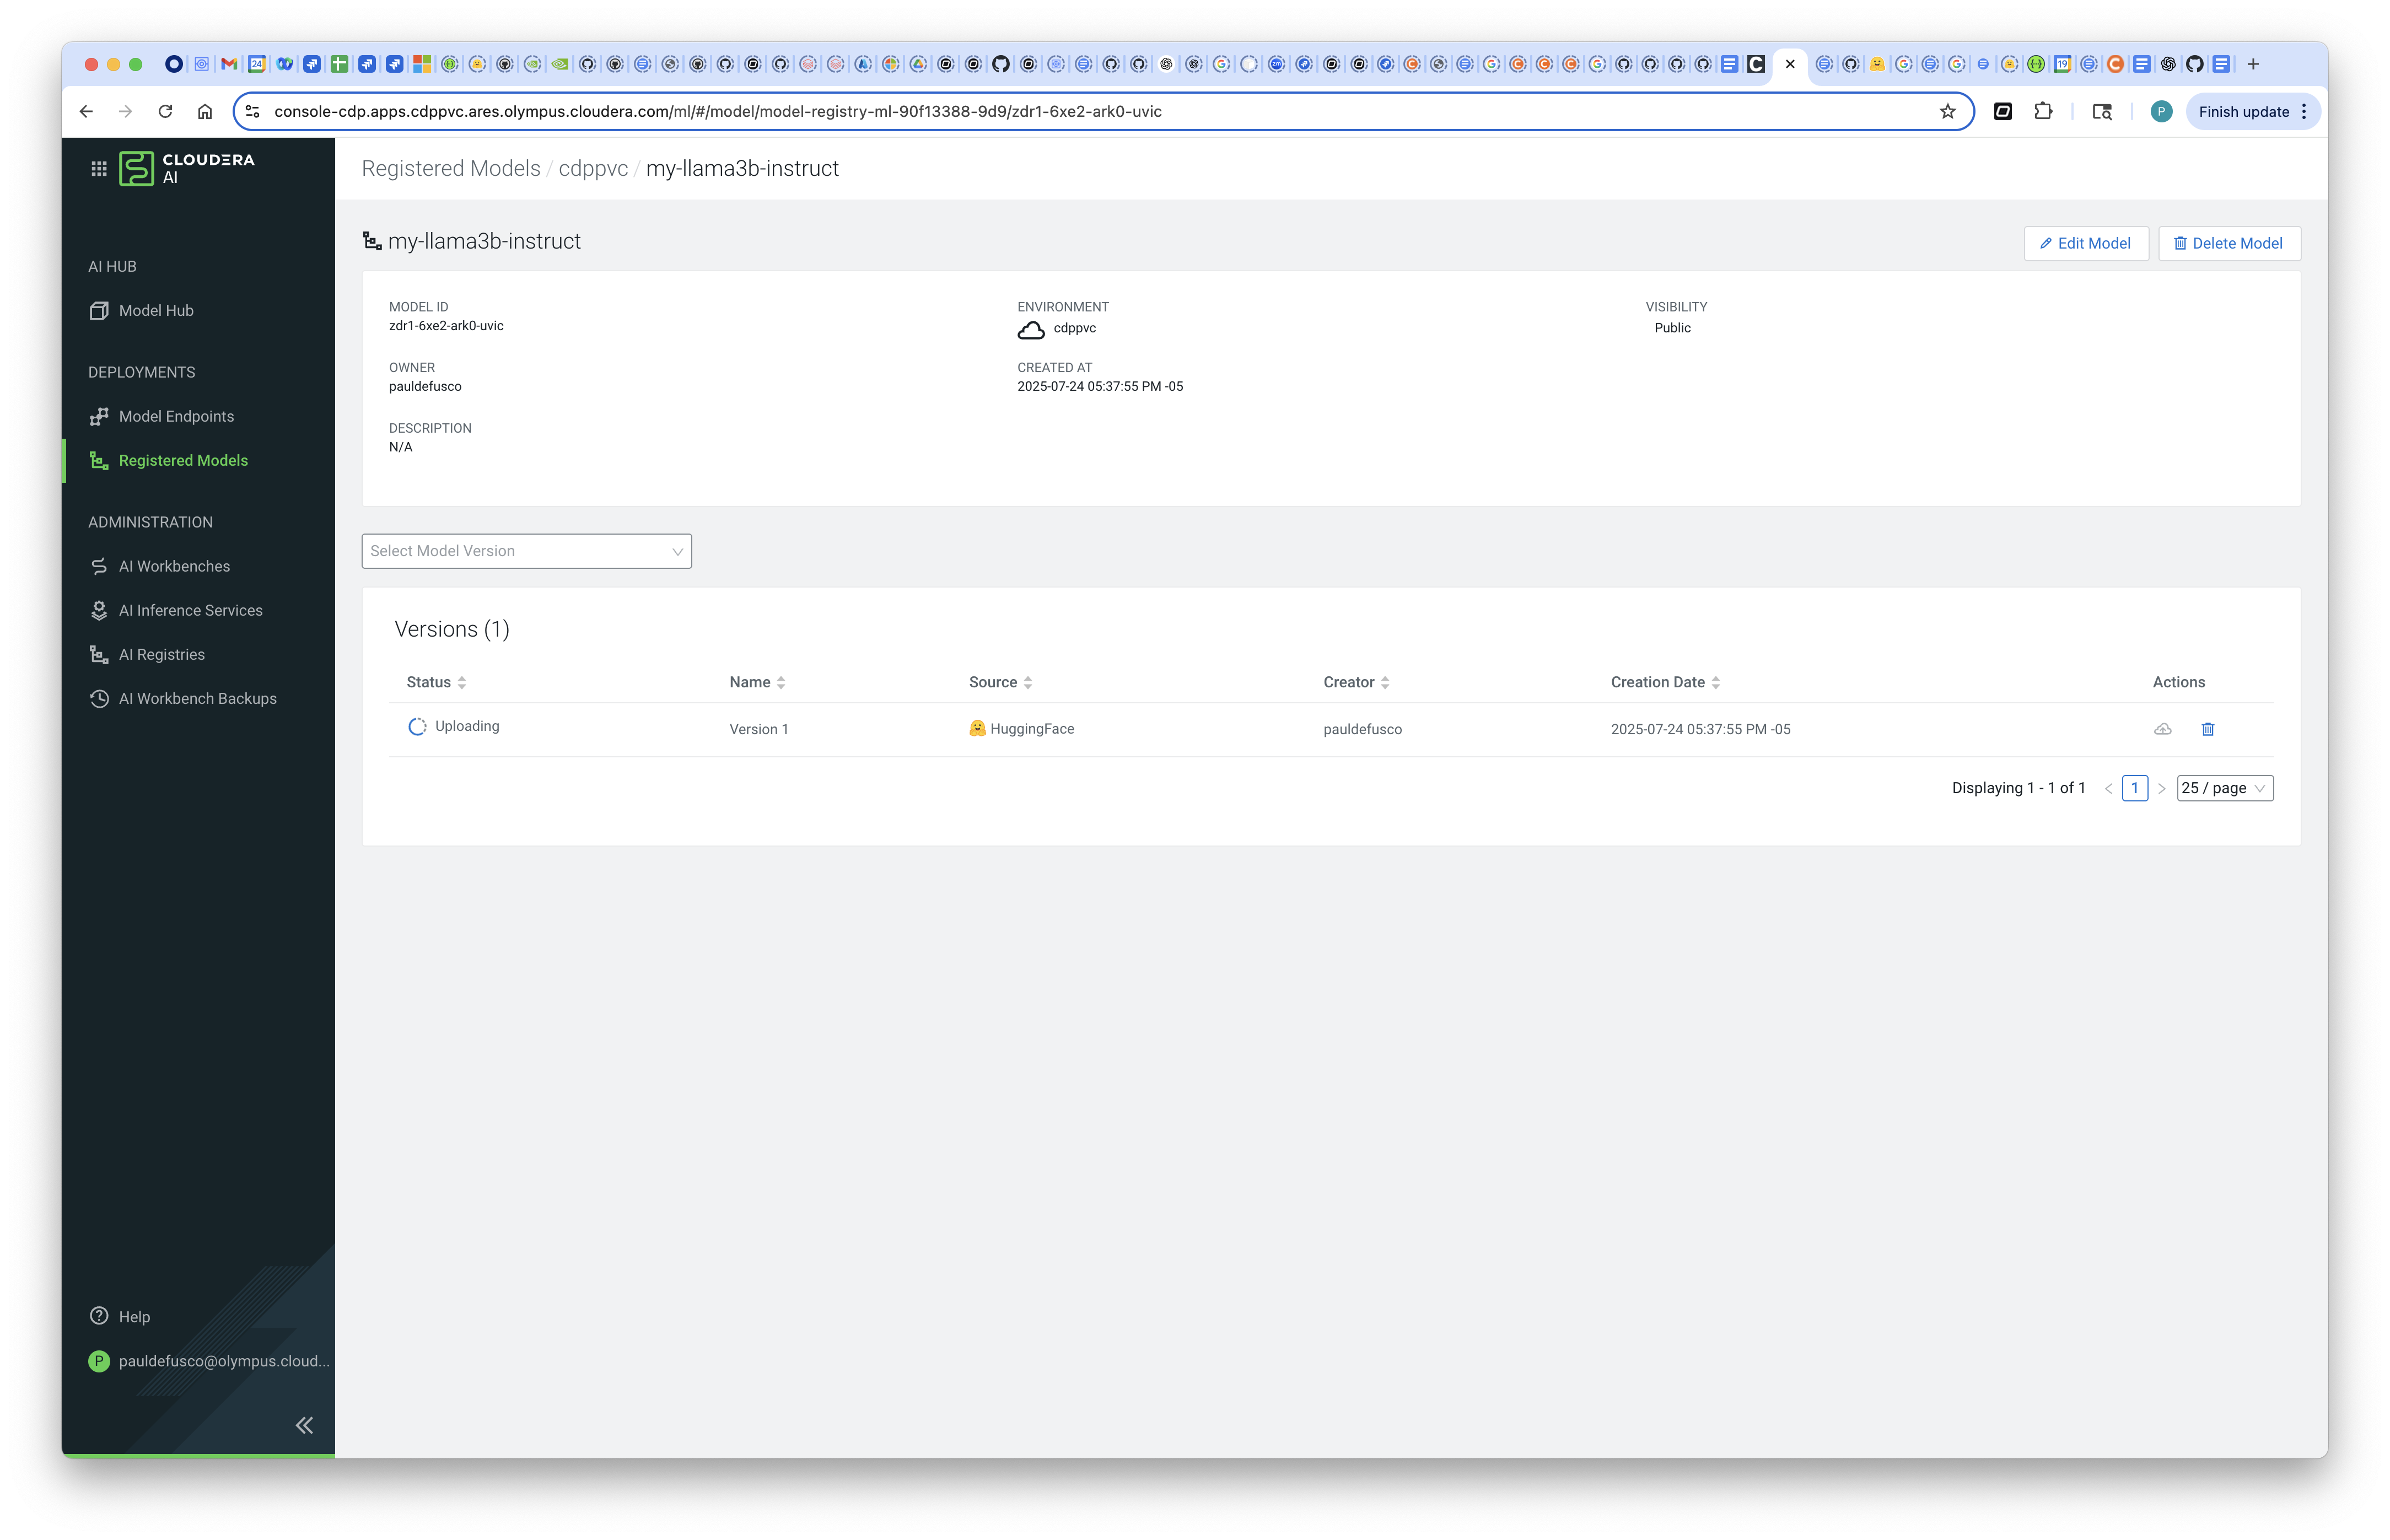 console-cdp.apps.cdppvc.ares.olympus.cloudera.com/ml/#/model/model-registry-ml-90f13388-9d9/zdr1-6xe2-ark0-uvic
P
Finish update
CLOUDERA
AI
Registered Models / cdppvc / my-llama3b-instruct
my-llama3b-instruct
Edit Model
Delete Model
AI HUB
Model Hub
DEPLOYMENTS
Model Endpoints
Registered Models
ADMINISTRATION
AI Workbenches
AI Inference Services
AI Registries
AI Workbench Backups
Help
P pauldefusco@olympus.cloud...
MODEL ID
zdr1-6xe2-ark0-uvic
ENVIRONMENT
cdppvc
VISIBILITY
Public
OWNER
pauldefusco
CREATED AT
2025-07-24 05:37:55 PM -05
DESCRIPTION
N/A
Select Model Version
Versions (1)
Status Name Source Creator Creation Date Actions
Uploading Version 1 HuggingFace pauldefusco 2025-07-24 05:37:55 PM -05
Displaying 1 - 1 of 1 < 1 > 25 / page